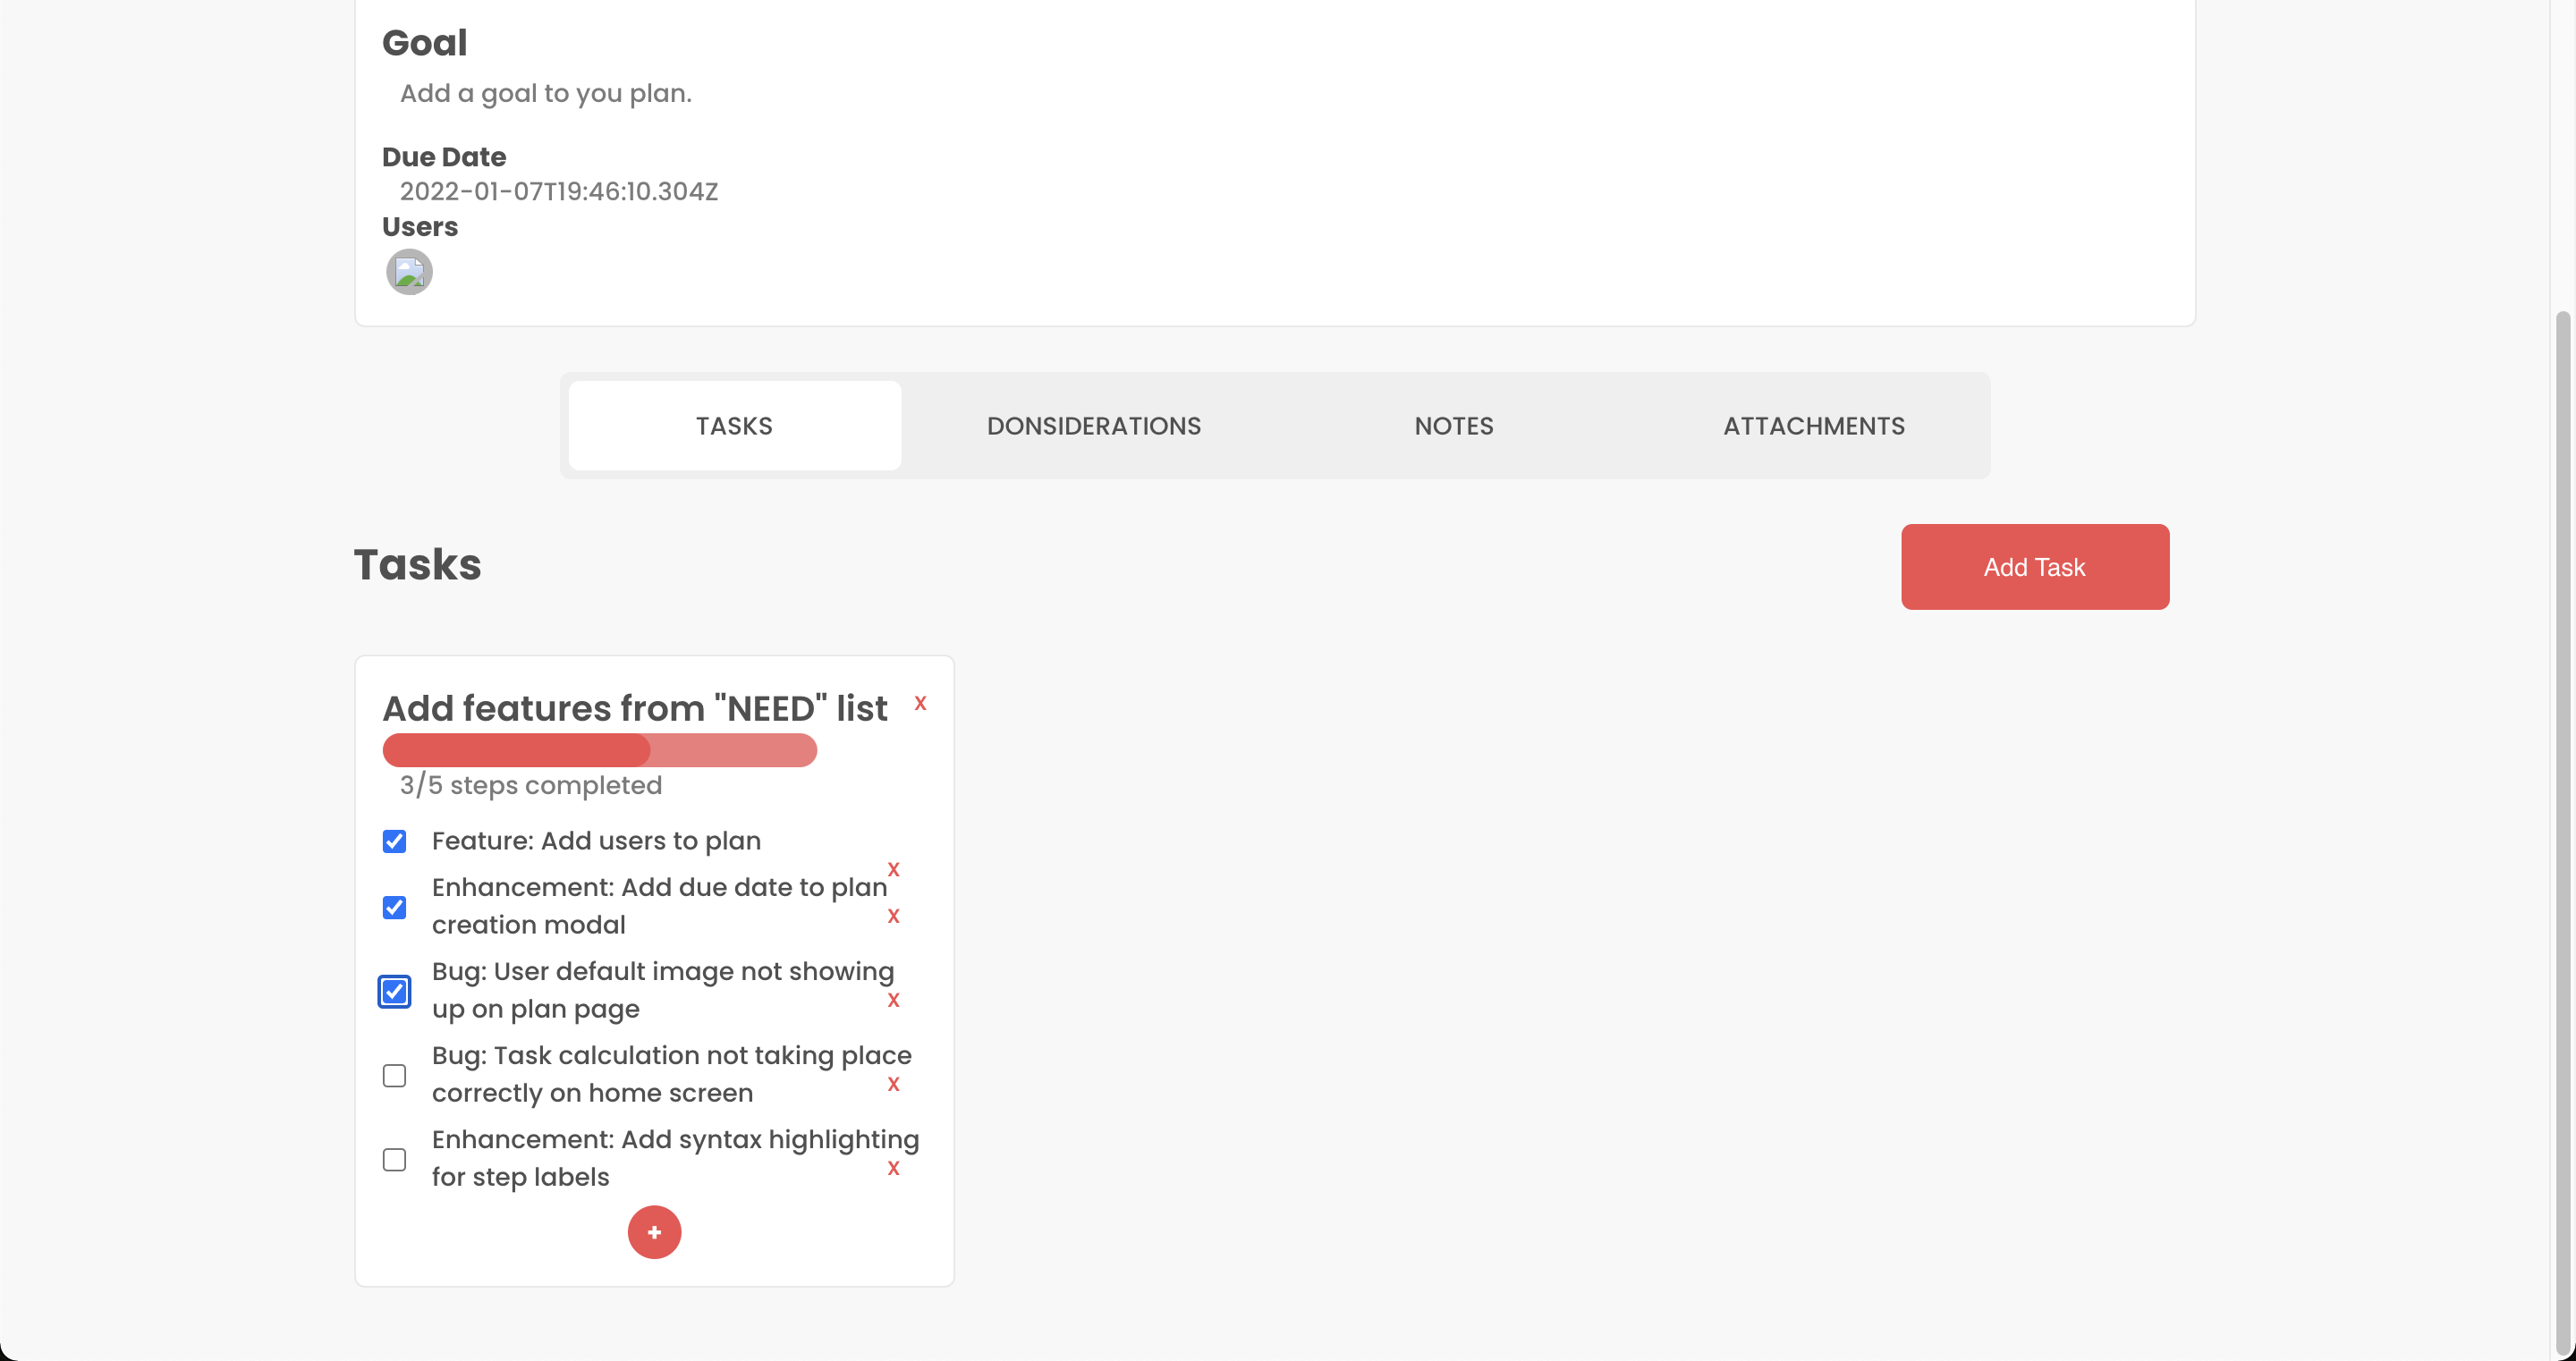 Goal
Add a goal to you plan.
Due Date
2022-01-07T19:46:10.304Z
Users
TASKS
DONSIDERATIONS
NOTES
ATTACHMENTS
Tasks
Add Task
Add features from "NEED" list
X
3/5 steps completed
Feature: Add users to plan
X
Enhancement: Add due date to plan
creation modal
X
Bug: User default image not showing
up on plan page
X
Bug: Task calculation not taking place
correctly on home screen
X
Enhancement: Add syntax highlighting
for step labels
X
+